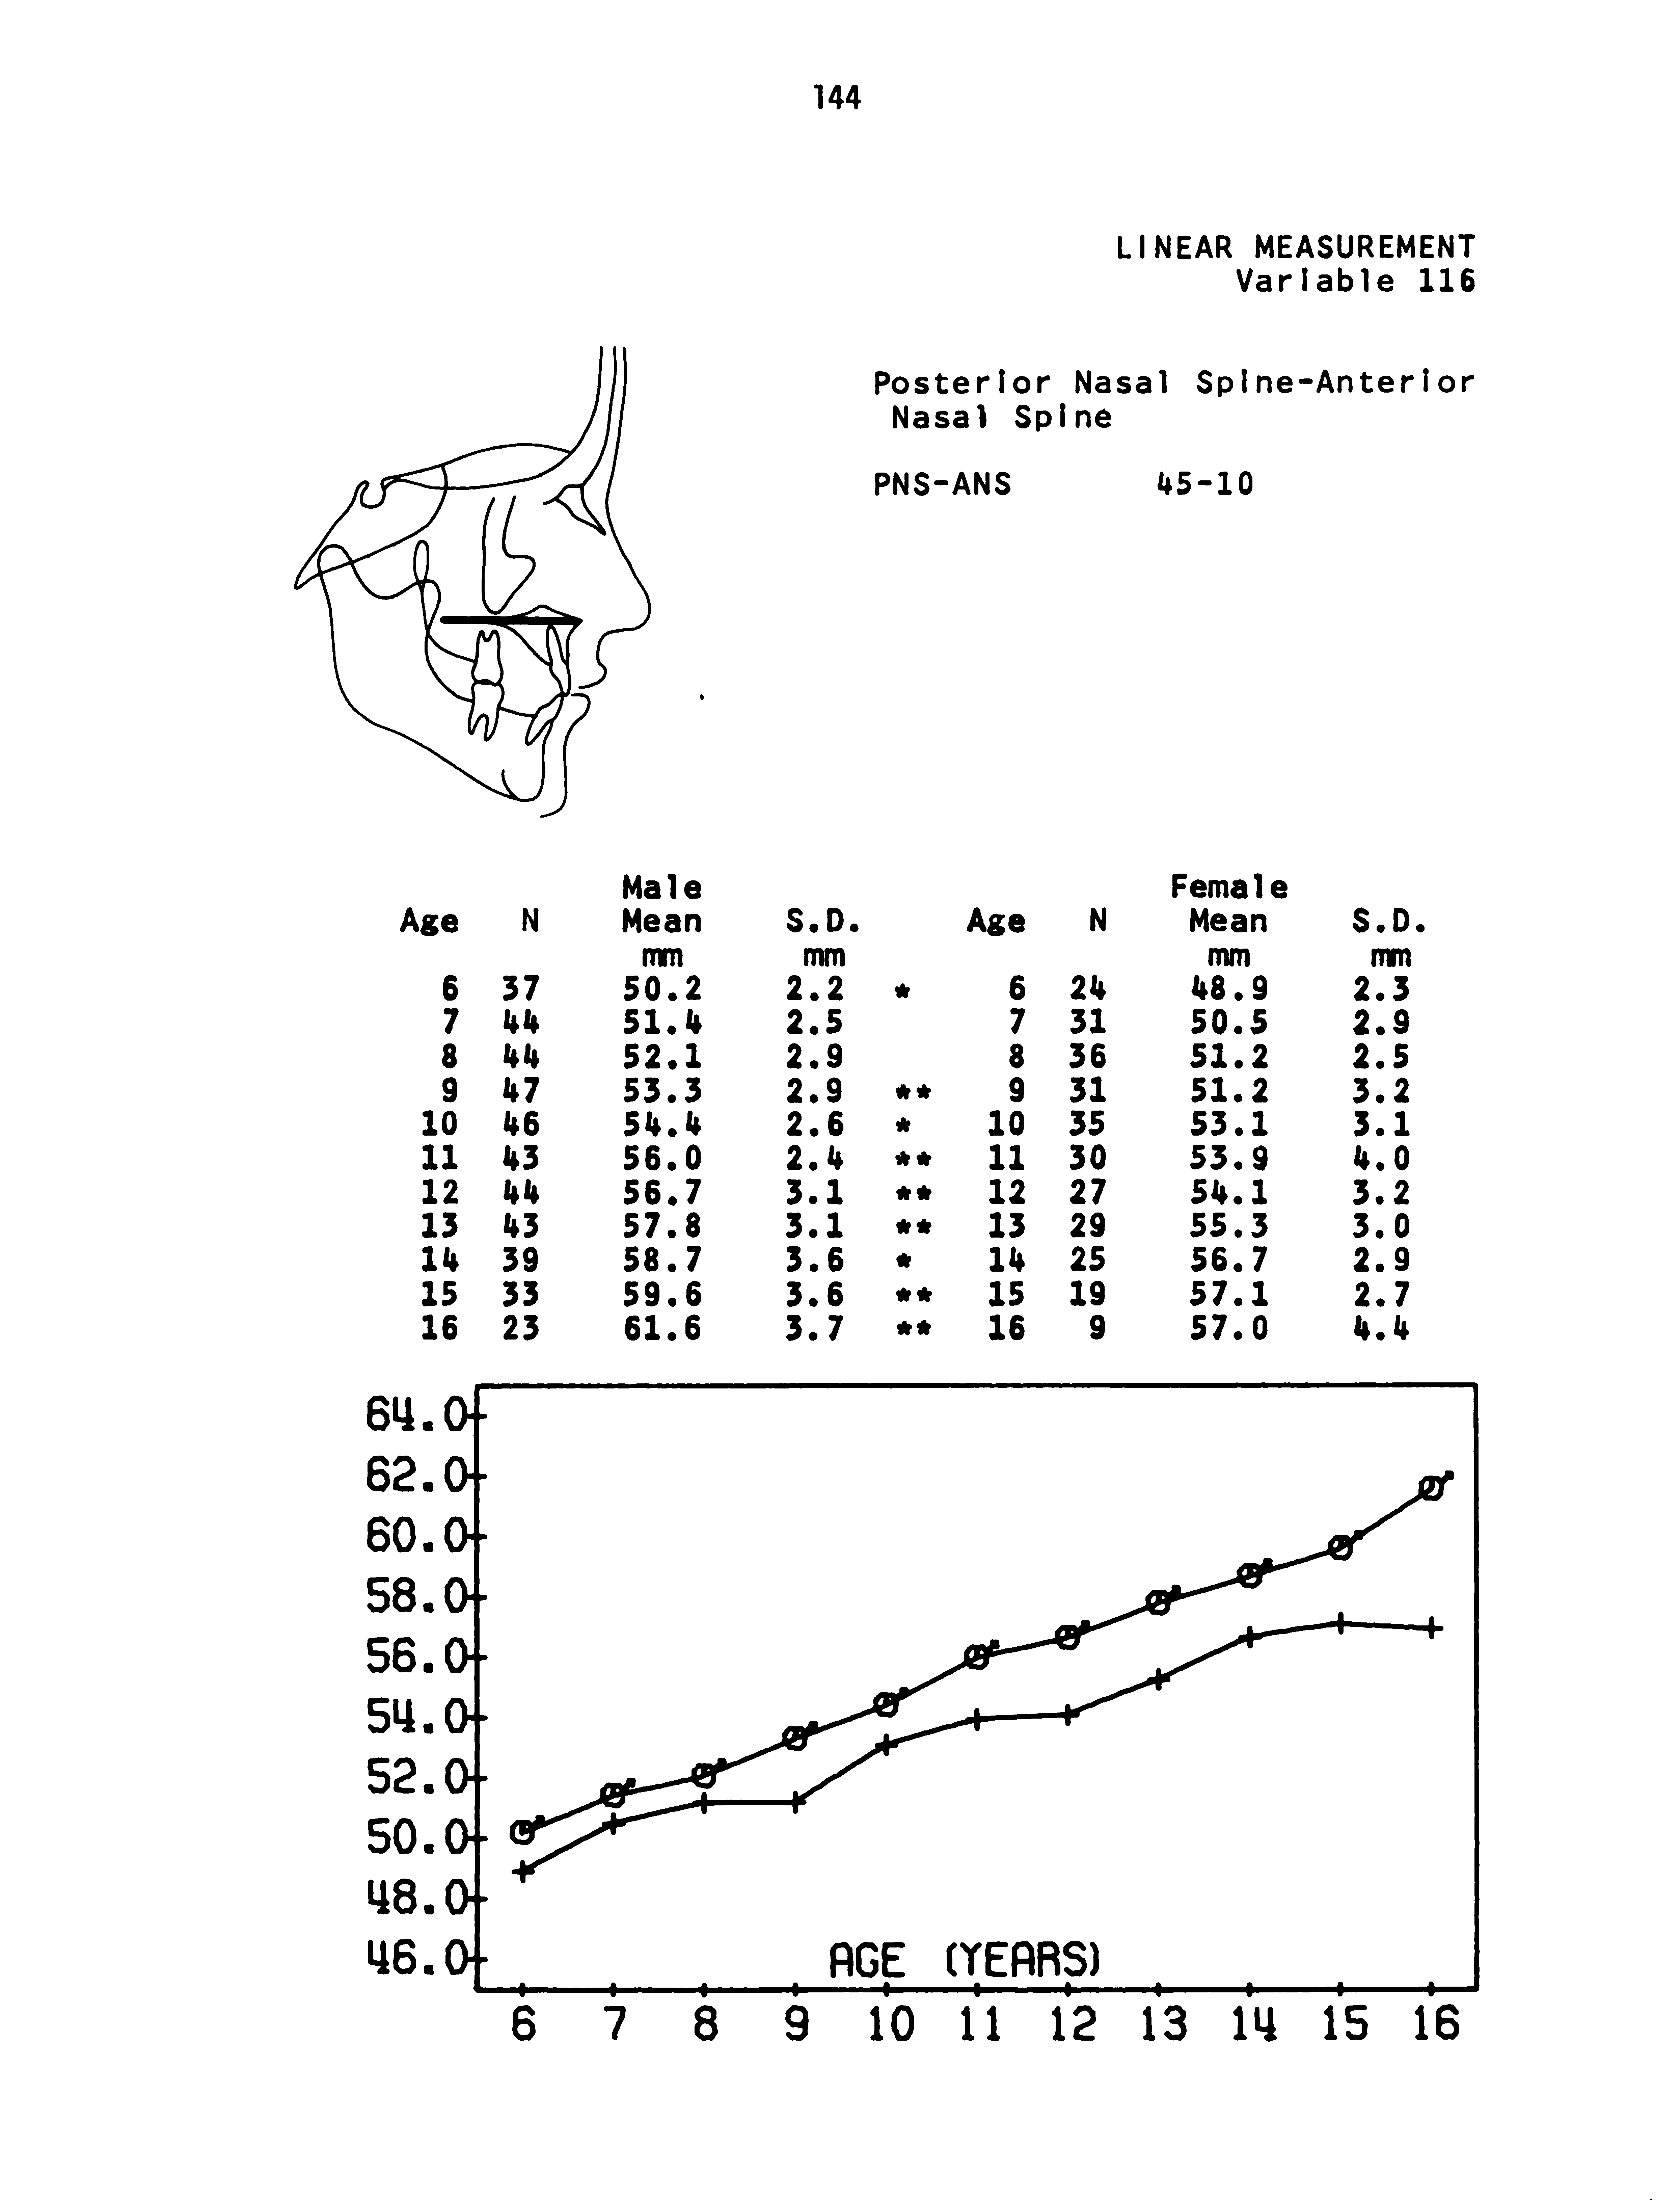 144
LINEAR MEASUREMENT
Variable 116
Posterior Nasal Spine-Anterior
Nasal Spine
PNS-ANS 45-10
Male Female
Age N Mean S.D. Age N Mean S.D.
mm mm mm mm
6 37 50.2 2.2 * 6 24 48.9 2.3
7 44 51.4 2.5 7 31 50.5 2.9
8 44 52.1 2.9 8 36 51.2 2.5
9 47 53.3 2.9 ** 9 31 51.2 3.2
10 46 54.4 2.6 * 10 35 53.1 3.1
11 43 56.0 2.4 ** 11 30 53.9 4.0
12 44 56.7 3.1 ** 12 27 54.1 3.2
13 43 57.8 3.1 ** 13 29 55.3 3.0
14 39 58.7 3.6 * 14 25 56.7 2.9
15 33 59.6 3.6 ** 15 19 57.1 2.7
16 23 61.6 3.7 ** 16 9 57.0 4.4
64.0
62.0
60.0
58.0
56.0
54.0
52.0
50.0
48.0
46.0
AGE (YEARS)
6 7 8 9 10 11 12 13 14 15 16